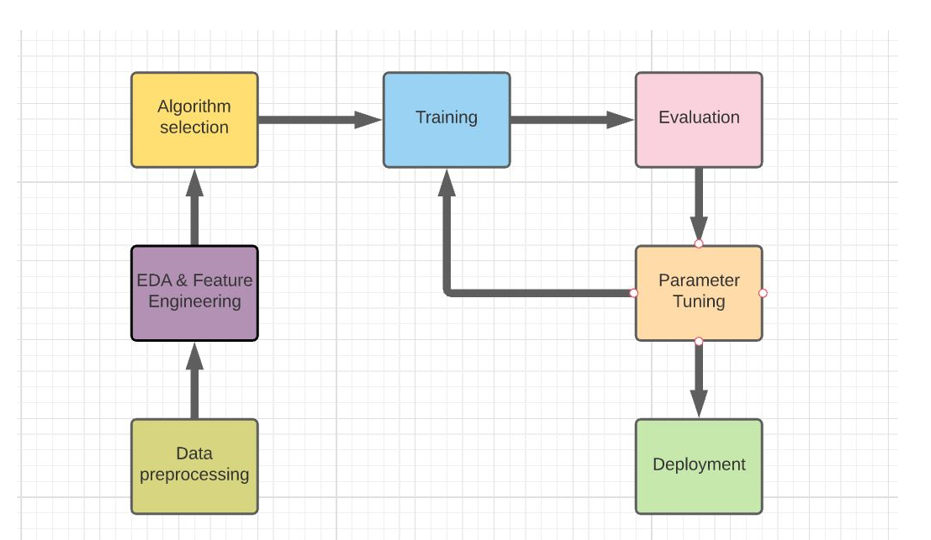 Algorithm
selection
Training
Evaluation
EDA & Feature
Engineering
Parameter
Tuning
Data
preprocessing
Deployment